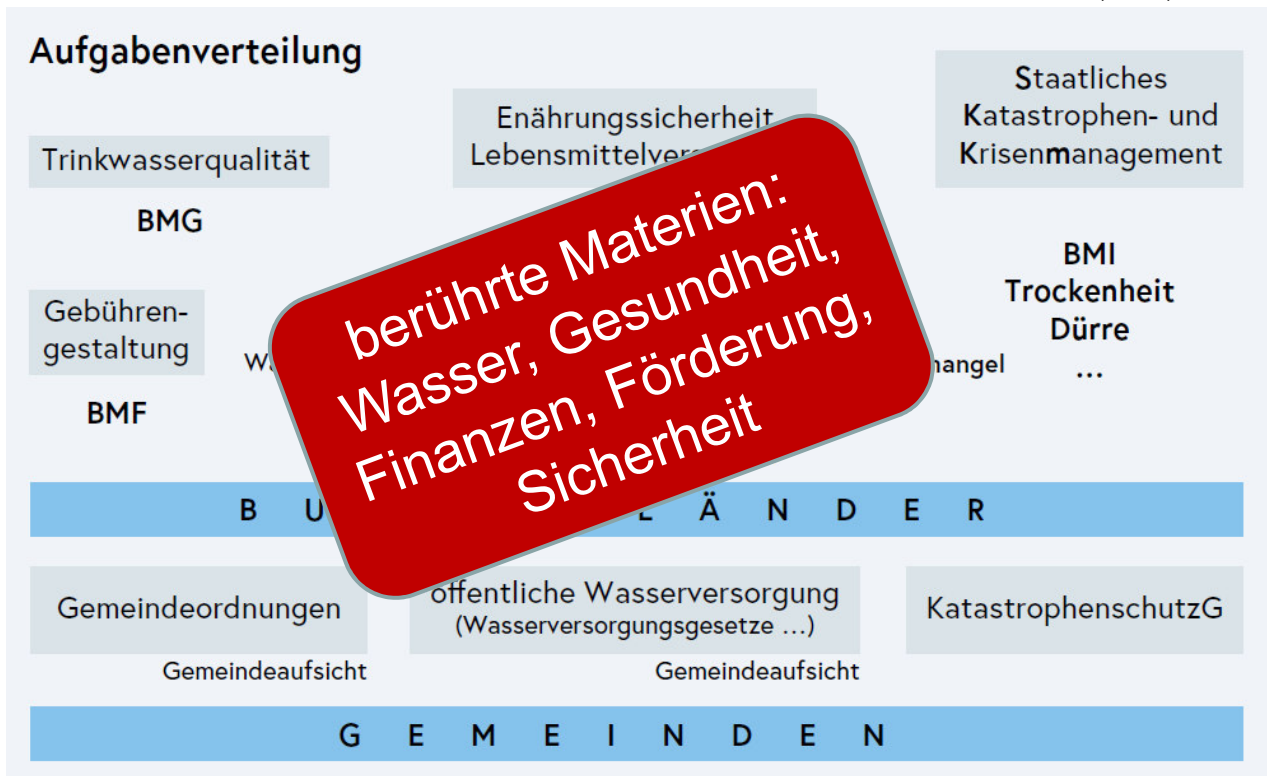 Aufgabenverteilung
Trinkwasserqualität
BMG
Enährungssicherheit
Staatliches
Katastrophen- und
Krisenmanagement
BMI
Trockenheit
Dürre
...
Gebühren-
gestaltung
BMF
berührte Materien:
Wasser, Gesundheit,
Finanzen, Förderung,
Sicherheit
L Ä N D E R
Gemeindeordnungen
Gemeindeaufsicht
öffentliche Wasserversorgung
(Wasserversorgungsgesetze ...)
Gemeindeaufsicht
KatastrophenschutzG
G E M E I N D E N